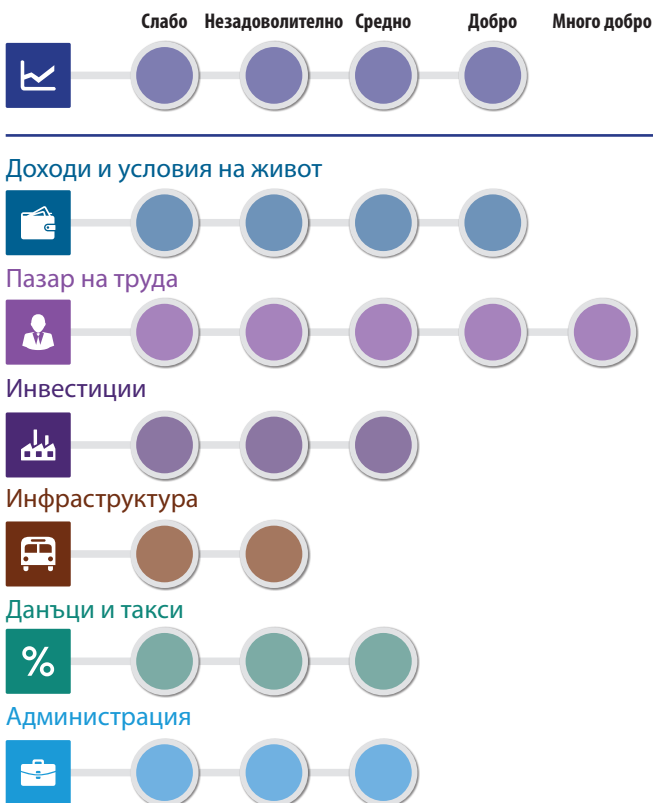 Слабо Незадоволително Средно Добро Много добро
Доходи и условия на живот
Пазар на труда
Инвестиции
Инфраструктура
Данъци и такси
%
Администрация